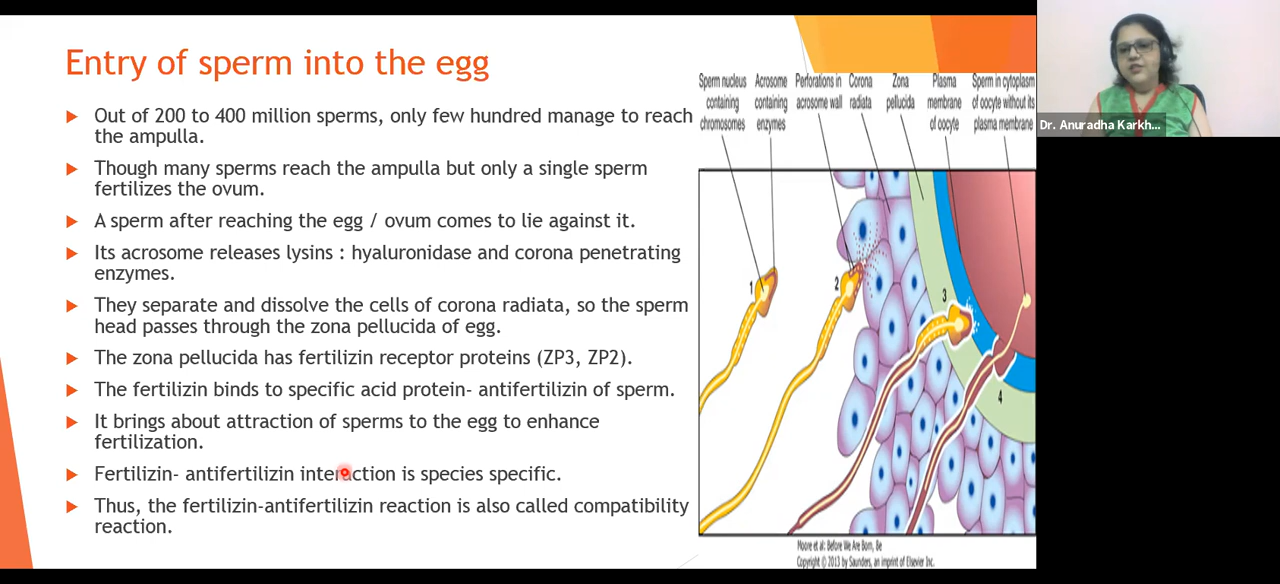 Entry of sperm into the egg
Out of 200 to 400 million sperms, only few hundred manage to reach
the ampulla.
Though many sperms reach the ampulla but only a single sperm
fertilizes the ovum.
A sperm after reaching the egg / ovum comes to lie against it.
Its acrosome releases lysins : hyaluronidase and corona penetrating
enzymes.
They separate and dissolve the cells of corona radiata, so the sperm
head passes through the zona pellucida of egg.
The zona pellucida has fertilizin receptor proteins (ZP3, ZP2).
The fertilizin binds to specific acid protein- antifertilizin of sperm.
It brings about attraction of sperms to the egg to enhance
fertilization.
Fertilizin- antifertilizin interaction is species specific.
Thus, the fertilizin-antifertilizin reaction is also called compatibility
reaction.
Sperm nucleus
containing
chromosomes
Acrosome
containing
enzymes
Perforations in
acrosome wall
Corona
radiata
Zona
pellucida
Plasma
membrane
of oocyte
Sperm in cytoplasm
of oocyte without its
plasma membrane
1
2
3
4
Moore et al: Before We Are Born, 8e
Copyright © 2013 by Saunders, an imprint of Elsevier Inc.
Dr. Anuradha Karkh...